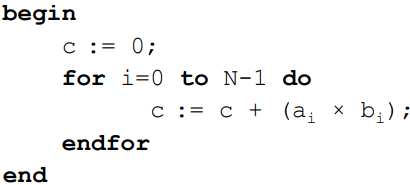 begin
c := 0;
for i=0 to N-1 do
c := c + (aᵢ × bᵢ);
endfor
end